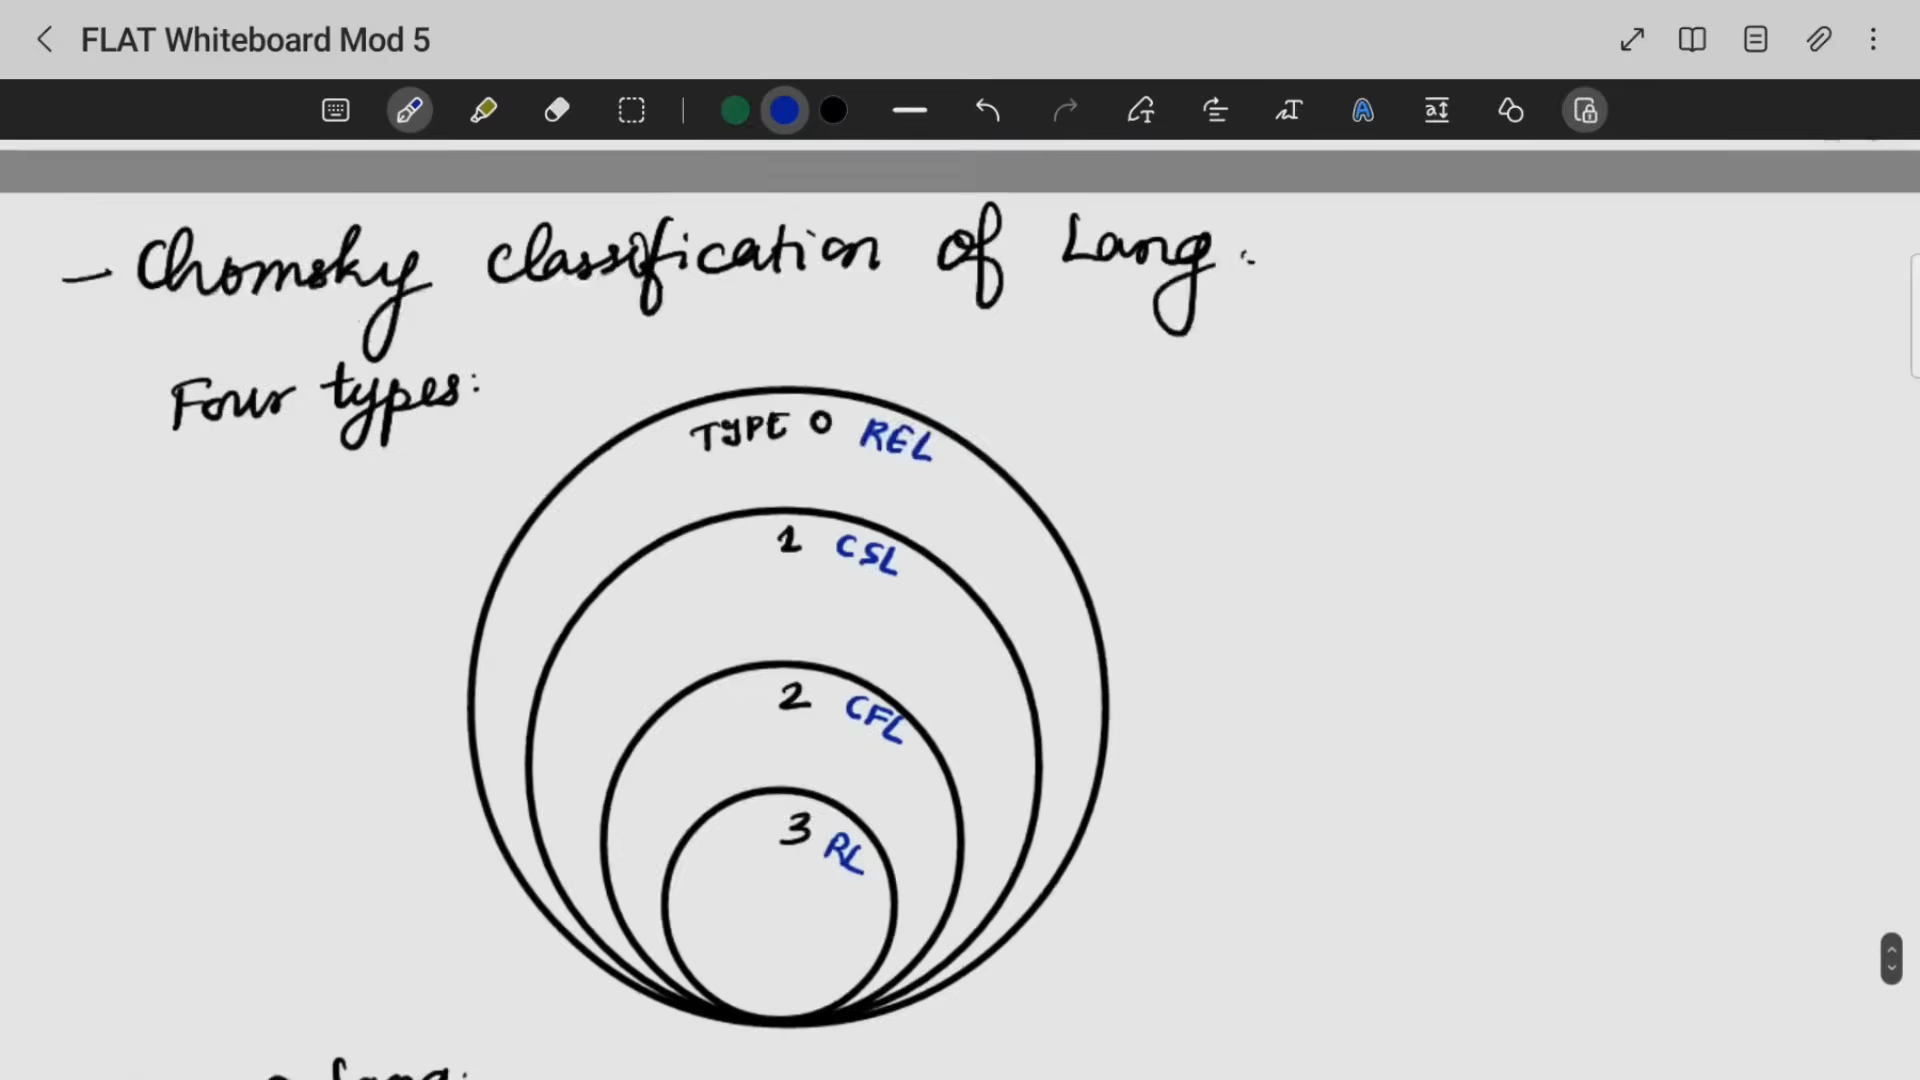 FLAT Whiteboard Mod 5
- Chomsky classification of Lang.
Four types:
TYPE 0 REL
1 CSL
2 CFL
3 RL
Lang.